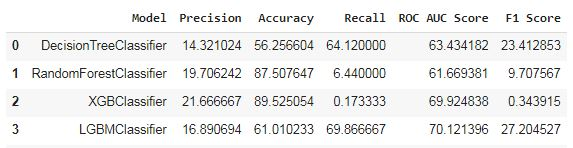 Model Precision Accuracy Recall ROC AUC Score F1 Score
0 DecisionTreeClassifier 14.321024 56.256604 64.120000 63.434182 23.412853
1 RandomForestClassifier 19.706242 87.507647 6.440000 61.669381 9.707567
2 XGBClassifier 21.666667 89.525054 0.173333 69.924838 0.343915
3 LGBMClassifier 16.890694 61.010233 69.866667 70.121396 27.204527